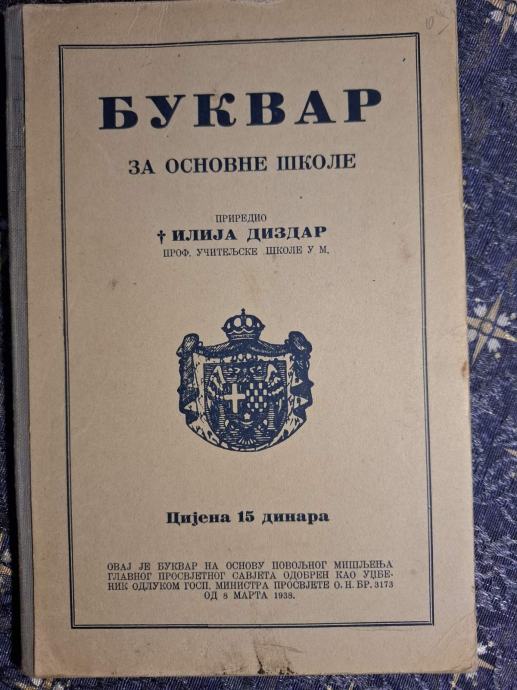 БУКВАР
ЗА ОСНОВНЕ ШКОЛЕ
ПРИРЕДИО
† ИЛИЈА ДИЗДАР
ПРОФ. УЧИТЕЉСКЕ ШКОЛЕ У М.
Цијена 15 динара
ОВАЈ ЈЕ БУКВАР НА ОСНОВУ ПОВОЉНОГ МИШЉЕЊА
ГЛАВНОГ ПРОСВЈЕТНОГ САВЈЕТА ОДОБРЕН КАО УЏБЕ-
НИК ОДЛУКОМ ГОСП. МИНИСТРА ПРОСВЈЕТЕ О. Н. БР. 3173
ОД 8 МАРТА 1938.